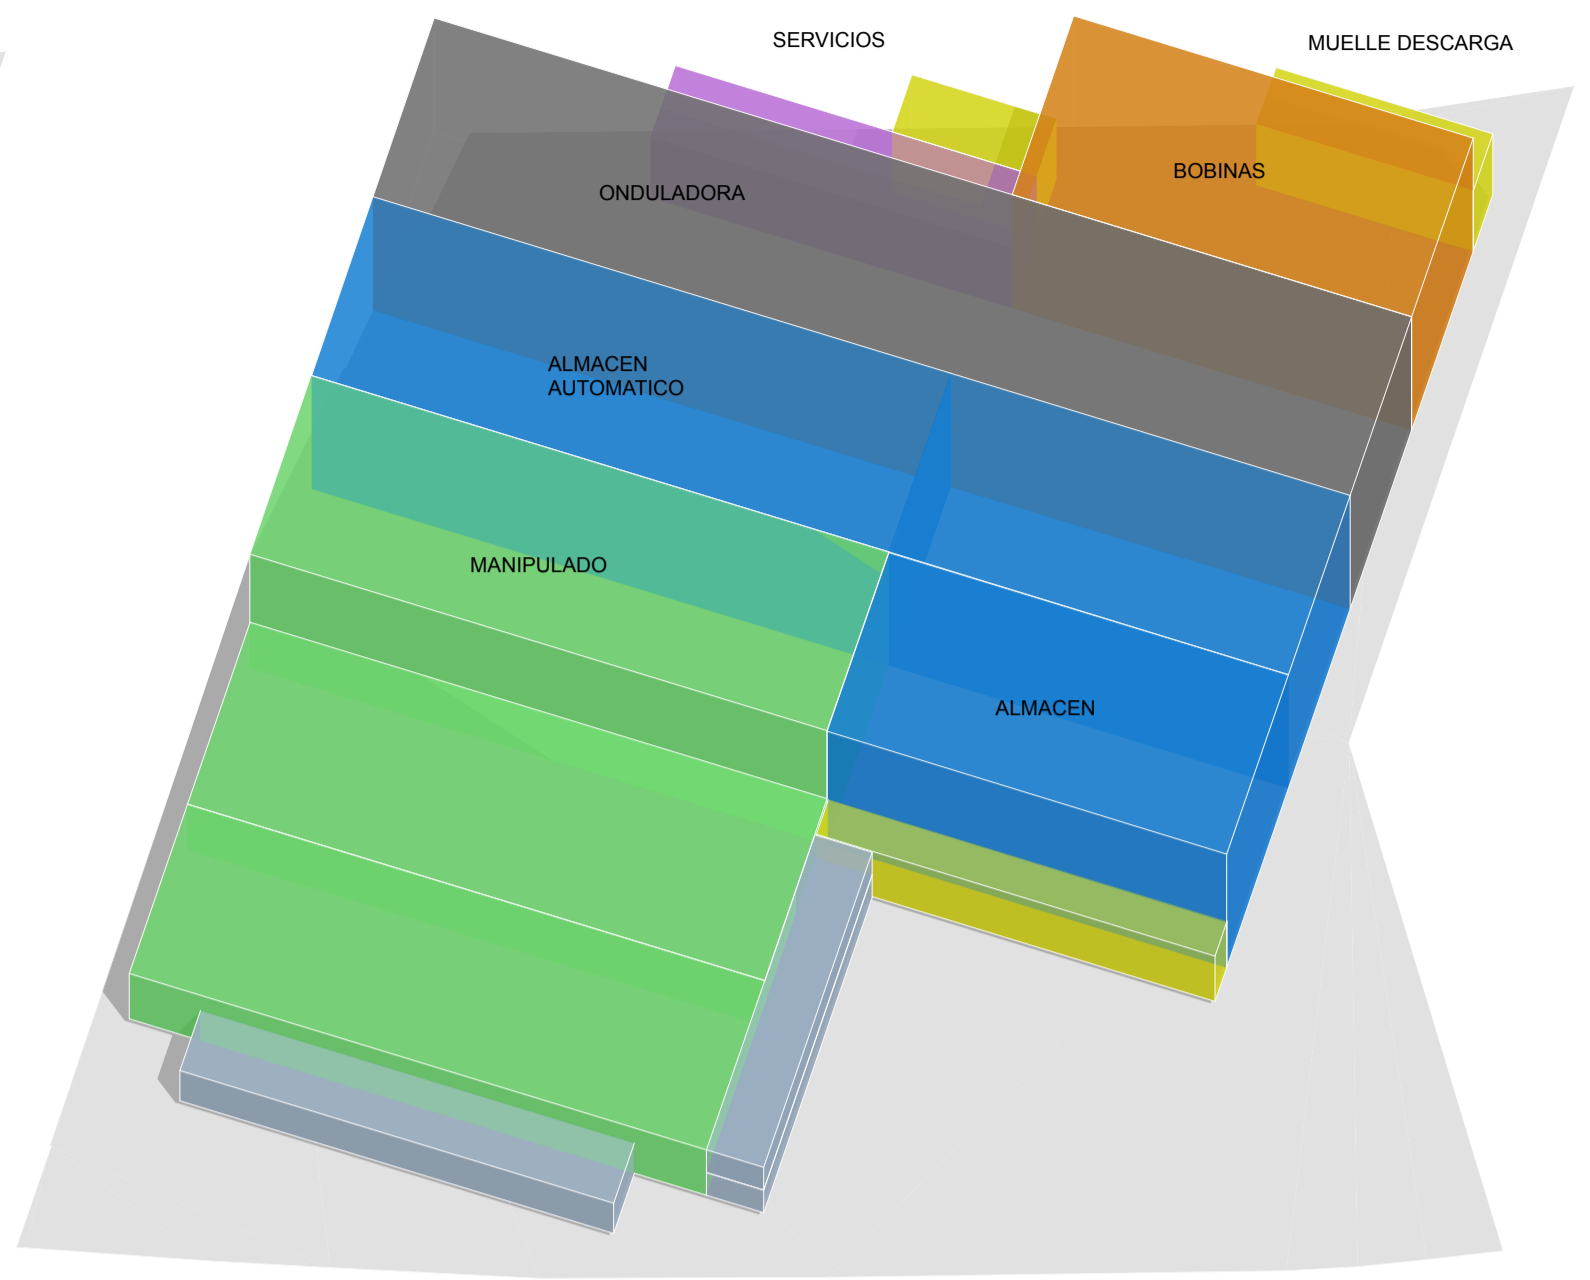 SERVICIOS
MUELLE DESCARGA
BOBINAS
ONDULADORA
ALMACEN
AUTOMATICO
MANIPULADO
ALMACEN